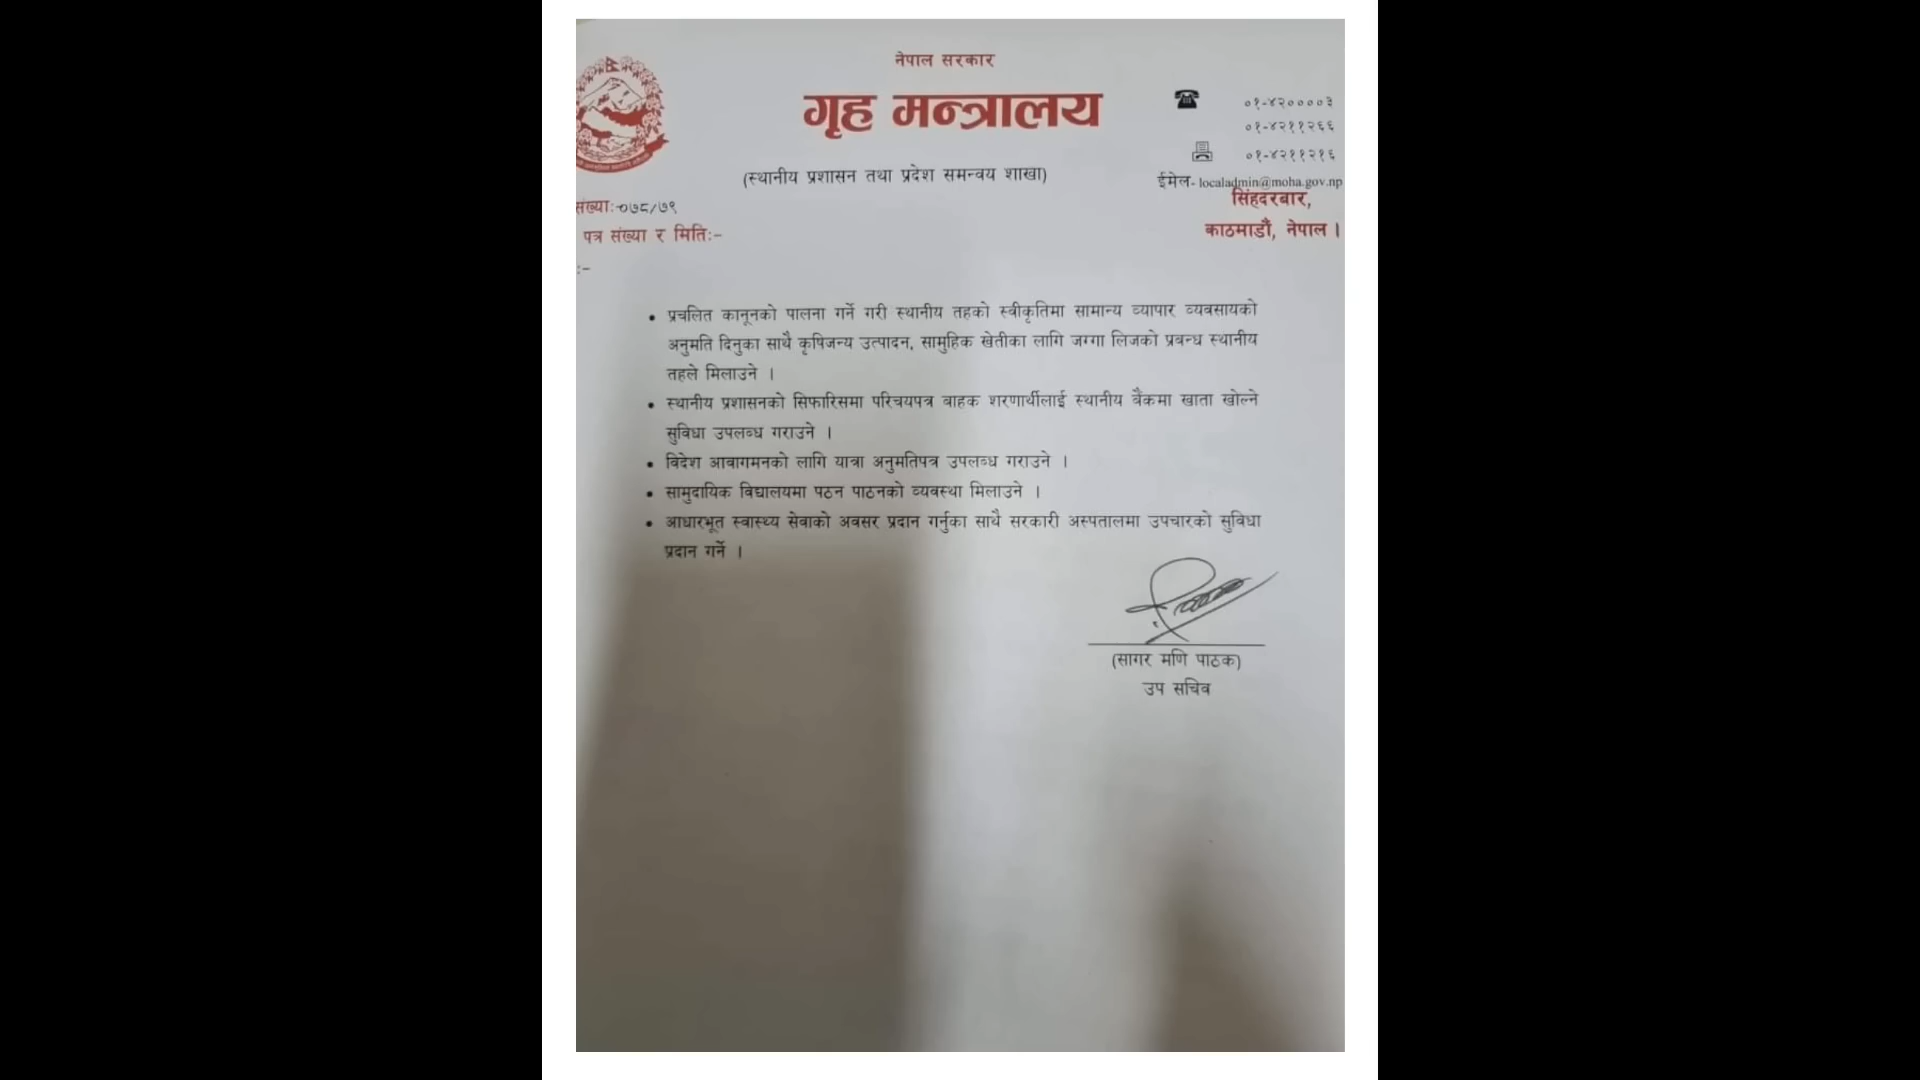 नेपाल सरकार
गृह मन्त्रालय
(स्थानीय प्रशासन तथा प्रदेश समन्वय शाखा)
०१-४२००००३
०१-४२११२६६
०१-४२११२१६
ईमेल- localadmin@moha.gov.np
सिंहदरबार,
काठमाडौं, नेपाल ।
संख्याः-०७८/७९
पत्र संख्या र मितिः-
:-
• प्रचलित कानूनको पालना गर्ने गरी स्थानीय तहको स्वीकृतिमा सामान्य व्यापार व्यबसायको
अनुमति दिनुका साथै कृषिजन्य उत्पादन, सामुहिक खेतीका लागि जग्गा लिजको प्रबन्ध स्थानीय
तहले मिलाउने ।
• स्थानीय प्रशासनको सिफारिसमा परिचयपत्र बाहक शरणार्थीलाई स्थानीय बैंकमा खाता खोल्ने
सुविधा उपलब्ध गराउने ।
• विदेश आवागमनको लागि यात्रा अनुमतिपत्र उपलब्ध गराउने ।
• सामुदायिक विद्यालयमा पठन पाठनको व्यवस्था मिलाउने ।
• आधारभूत स्वास्थ्य सेवाको अवसर प्रदान गर्नुका साथै सरकारी अस्पतालमा उपचारको सुविधा
प्रदान गर्ने ।
(सागर मणि पाठक)
उप सचिव